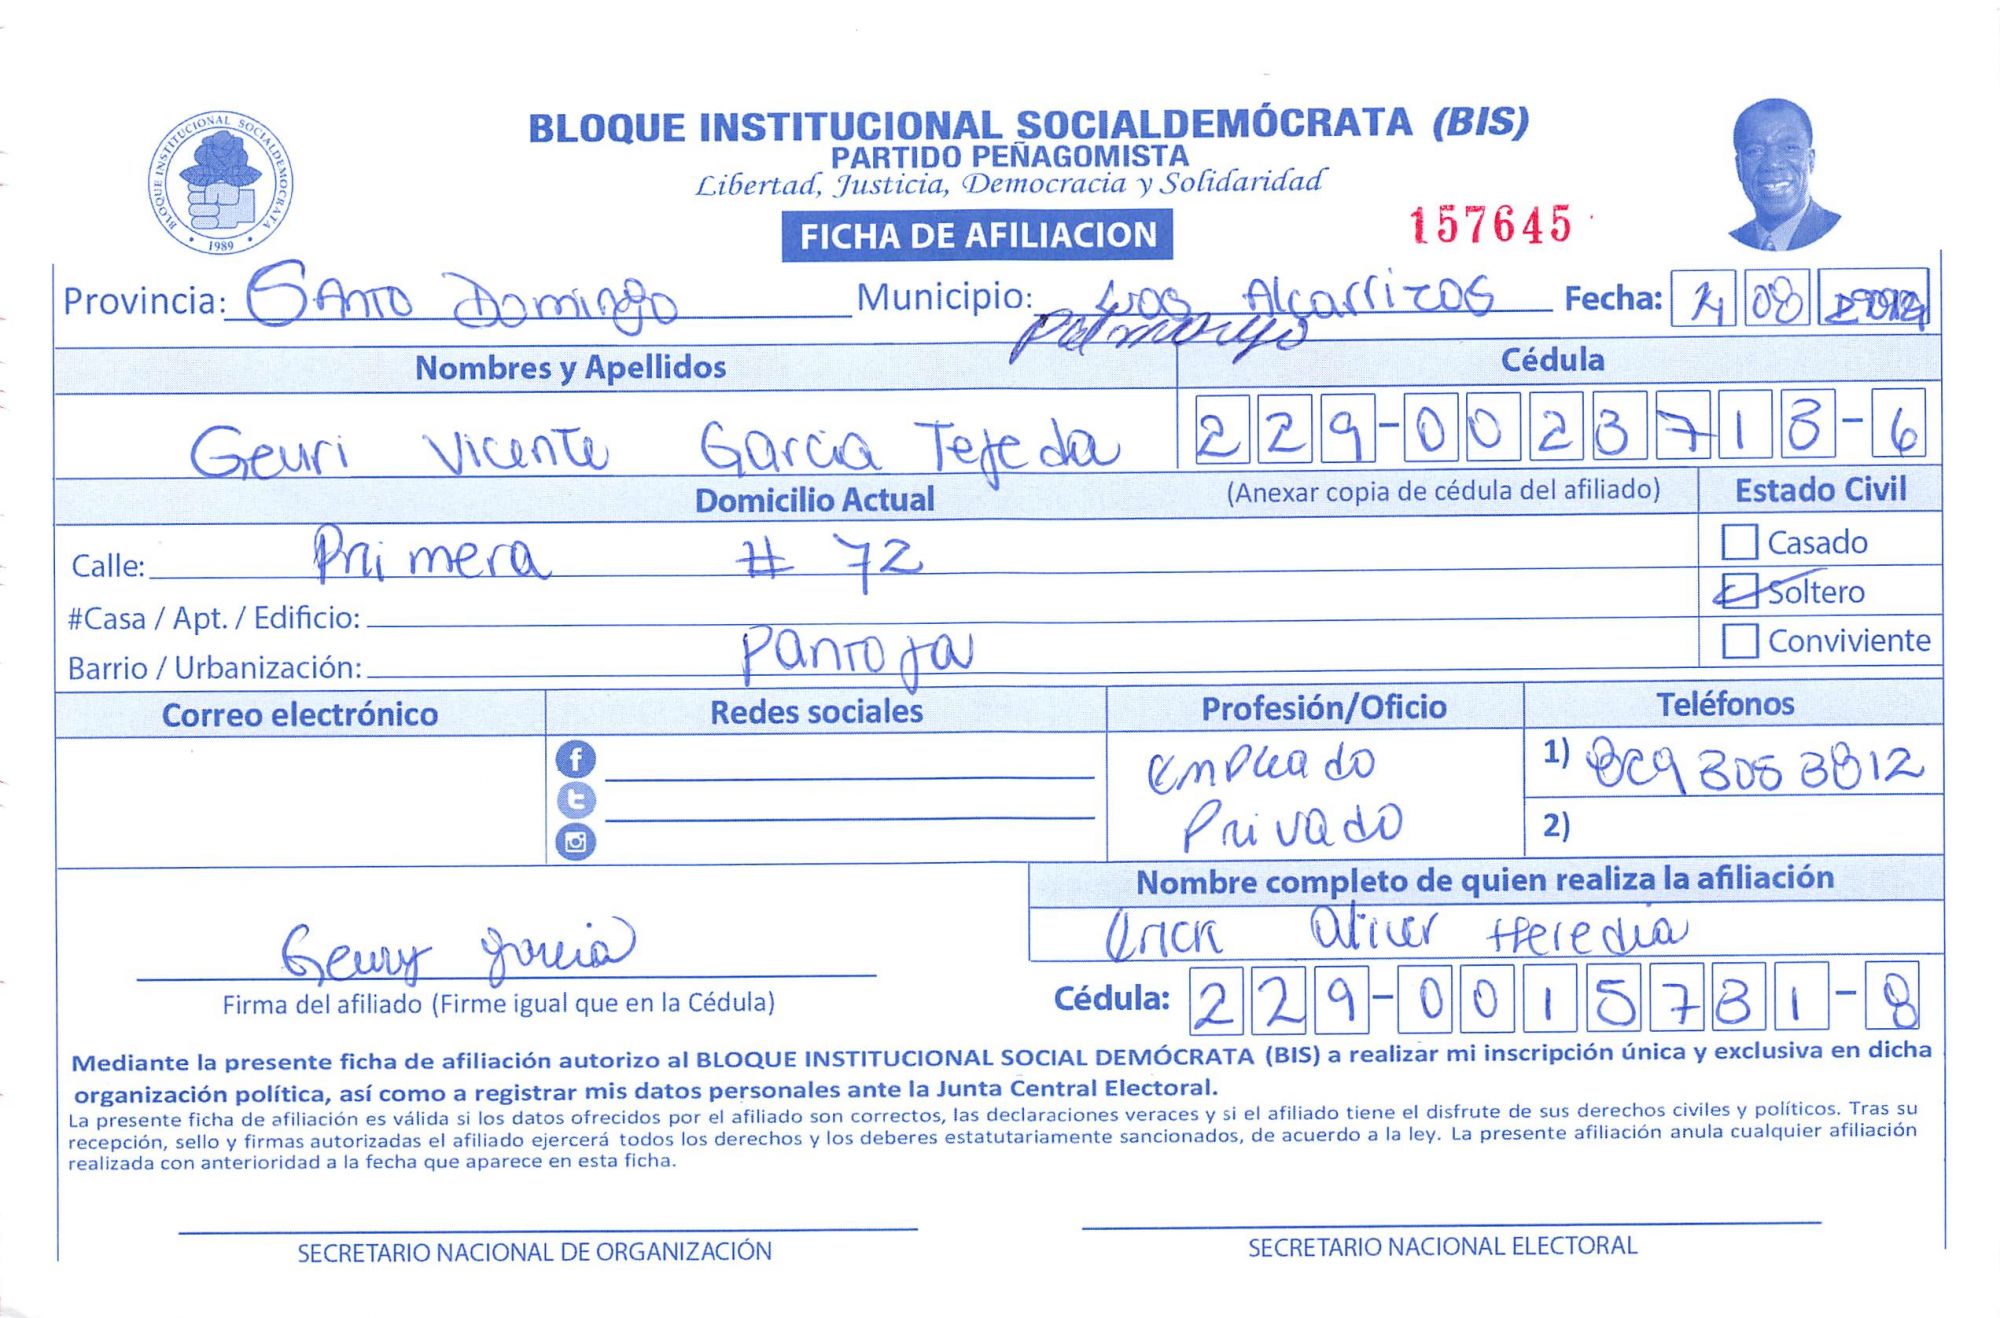 BLOQUE INSTITUCIONAL SOCIALDEMÓCRATA (BIS)
PARTIDO PEÑAGOMISTA
Libertad, Justicia, Democracia y Solidaridad
BLOQUE INSTITUCIONAL SOCIALDEMOCRATA
1989
FICHA DE AFILIACION
157645
Provincia: Santo Domingo Municipio: Los Alcarrizos Fecha: 08
Nombres y Apellidos Cédula
Geuri Vicente Garcia Tejeda 229-0023718-6
Domicilio Actual (Anexar copia de cédula del afiliado) Estado Civil
Calle: Primera # 72 Casado
#Casa / Apt. / Edificio: Soltero
Barrio / Urbanización: Pantoja Conviviente
Correo electrónico Redes sociales Profesión/Oficio Teléfonos
Empleado Privado
1) 829 305 3812
2)
Nombre completo de quien realiza la afiliación
Erick Oliver Heredia
Geury Garcia
Firma del afiliado (Firme igual que en la Cédula) Cédula: 229-0015731-8
Mediante la presente ficha de afiliación autorizo al BLOQUE INSTITUCIONAL SOCIAL DEMÓCRATA (BIS) a realizar mi inscripción única y exclusiva en dicha
organización política, así como a registrar mis datos personales ante la Junta Central Electoral.
La presente ficha de afiliación es válida si los datos ofrecidos por el afiliado son correctos, las declaraciones veraces y si el afiliado tiene el disfrute de sus derechos civiles y políticos. Tras su
recepción, sello y firmas autorizadas el afiliado ejercerá todos los derechos y los deberes estatutariamente sancionados, de acuerdo a la ley. La presente afiliación anula cualquier afiliación
realizada con anterioridad a la fecha que aparece en esta ficha.
SECRETARIO NACIONAL DE ORGANIZACIÓN SECRETARIO NACIONAL ELECTORAL